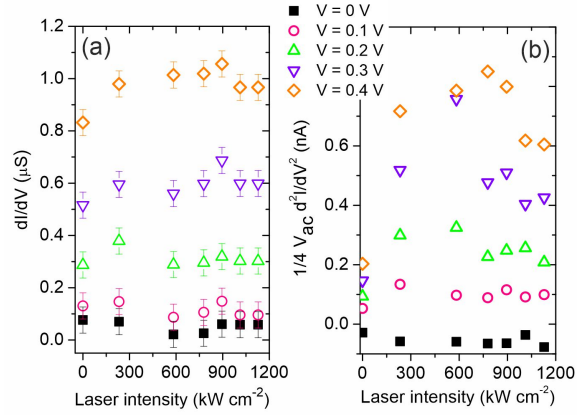 (a)
V = 0 V
V = 0.1 V
V = 0.2 V
V = 0.3 V
V = 0.4 V
(b)
dI/dV (µS)
1.2
1.0
0.8
0.6
0.4
0.2
0.0
0 300 600 900 1200
Laser intensity (kW cm⁻²)
1/4 Vac d²I/dV² (nA)
0.8
0.6
0.4
0.2
0.0
0 300 600 900 1200
Laser intensity (kW cm⁻²)